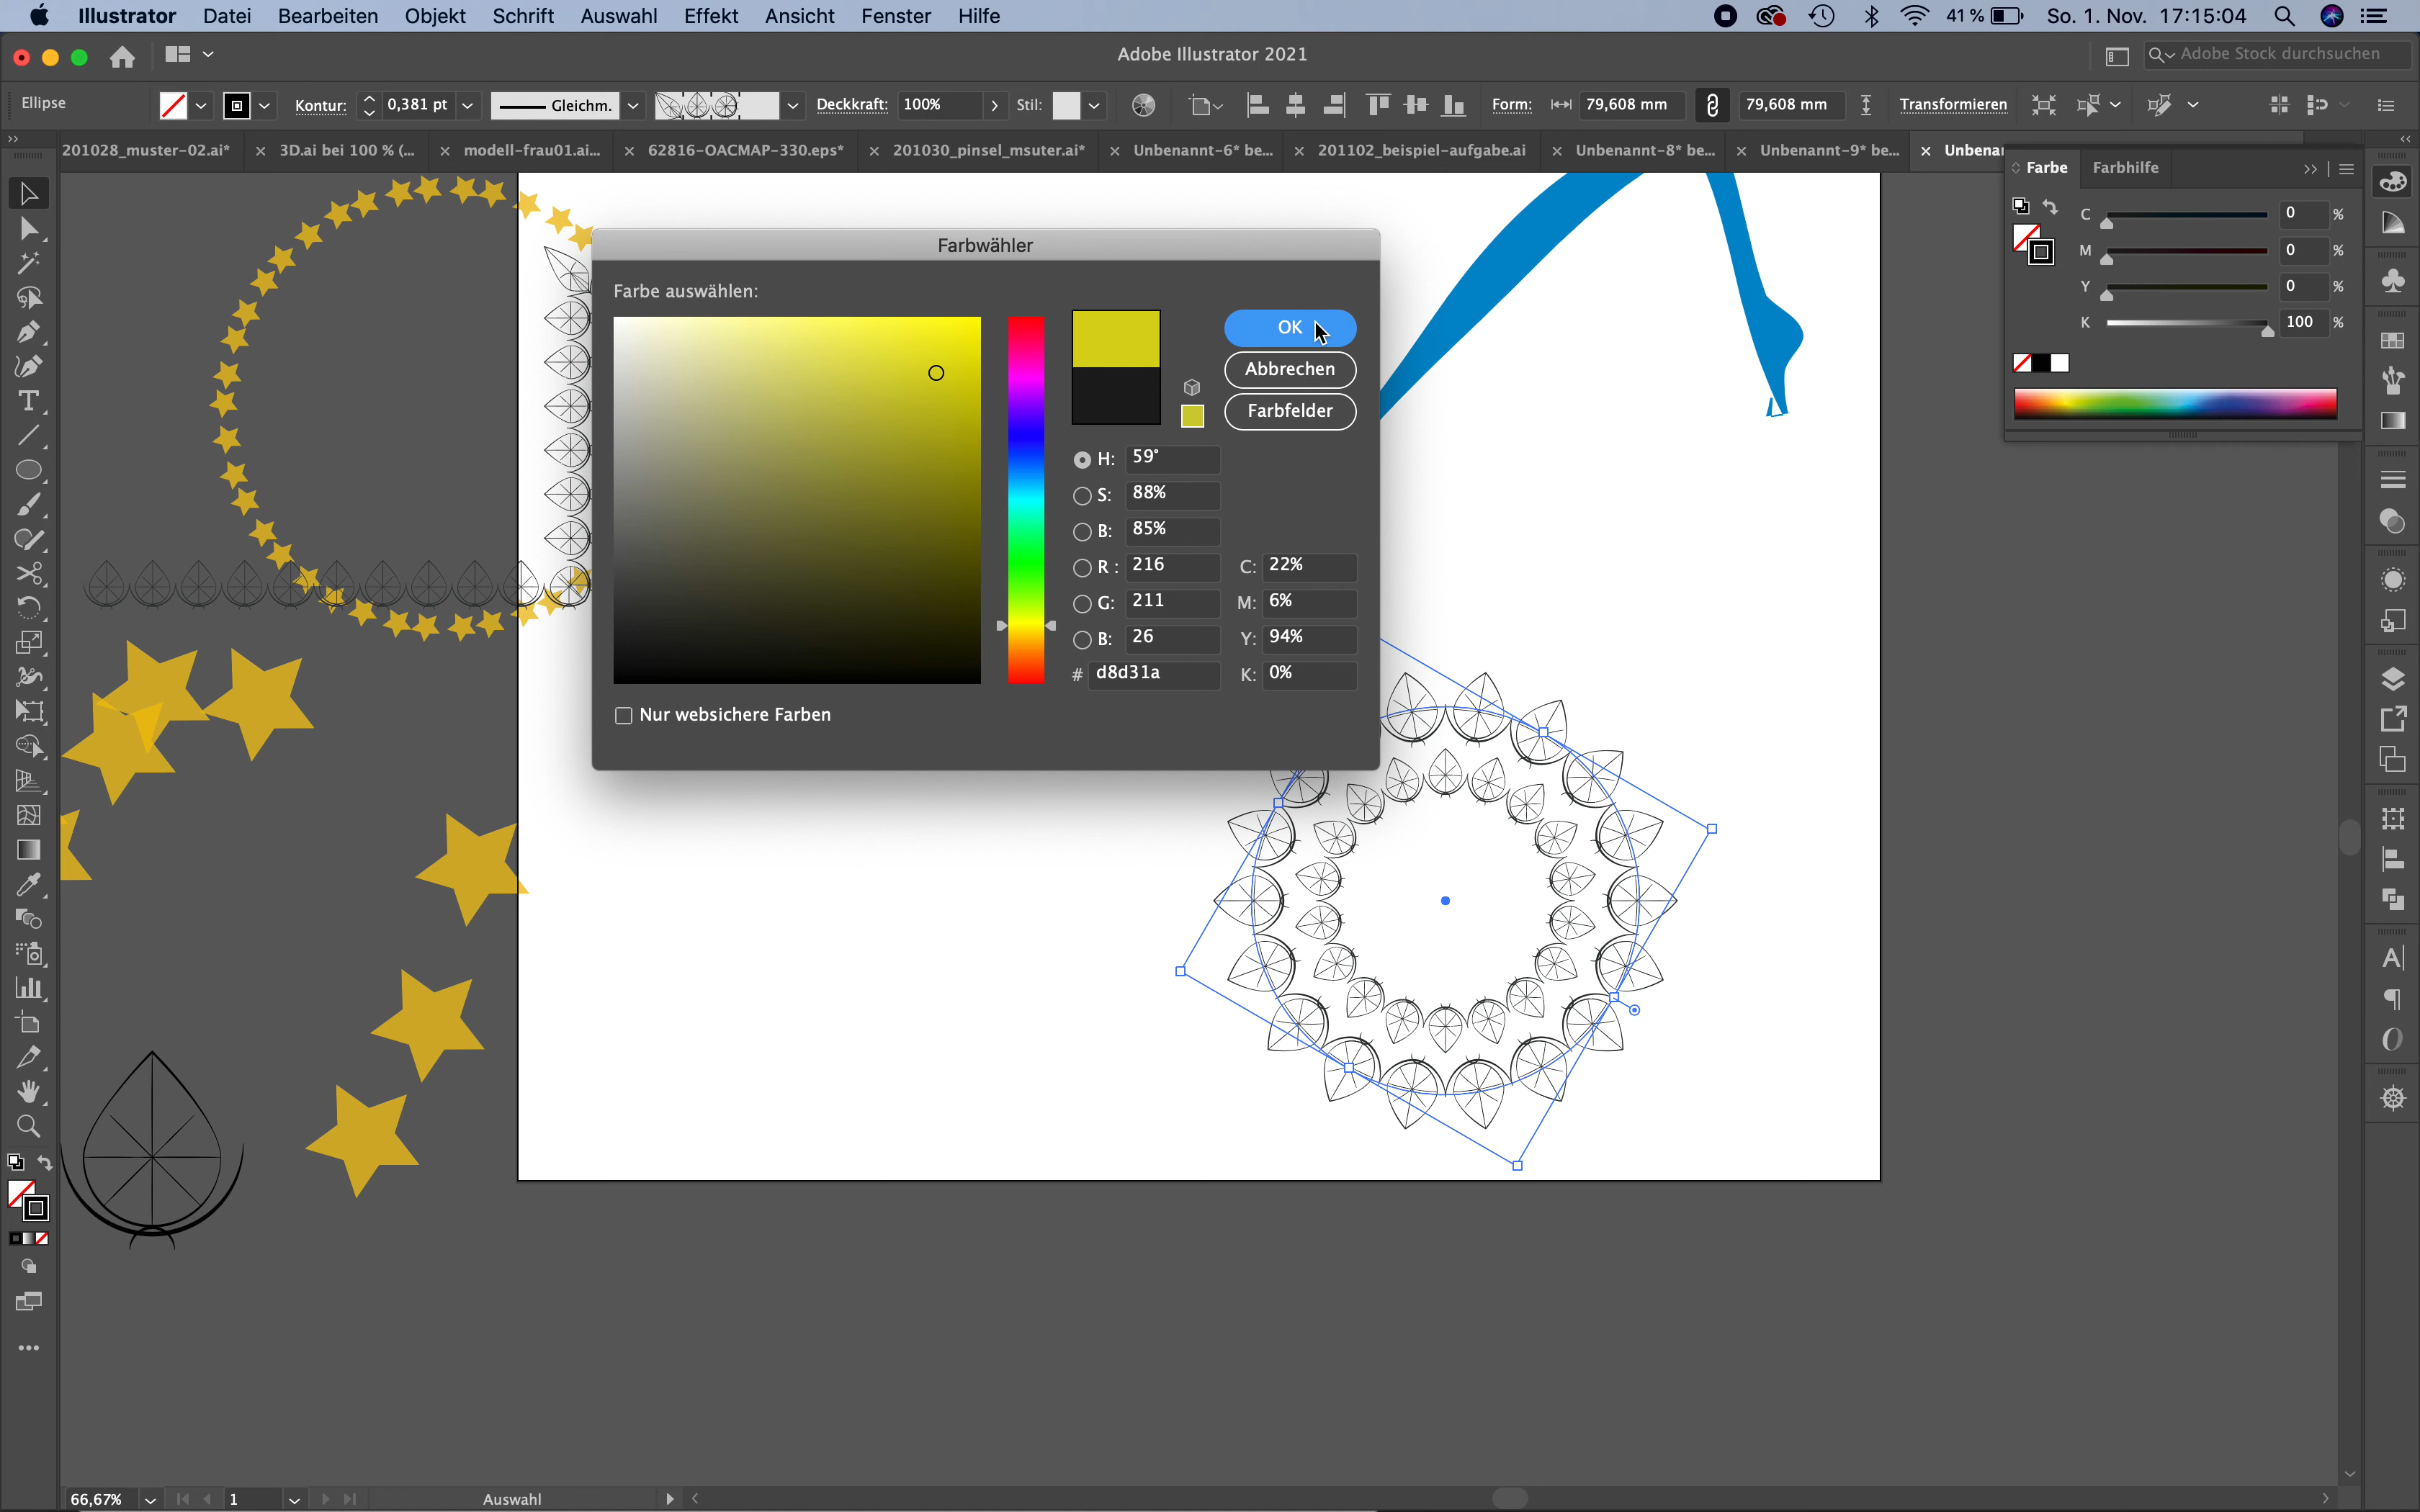 Illustrator Datei Bearbeiten Objekt Schrift Auswahl Effekt Ansicht Fenster Hilfe 41 % So. 1. Nov. 17:15:04
Adobe Illustrator 2021 Adobe Stock durchsuchen
Ellipse Kontur: 0,381 pt Gleichm. Deckkraft: 100% Stil: Form: 79,608 mm 79,608 mm Transformieren
201028_muster-02.ai* × 3D.ai bei 100 % (... × modell-frau01.ai... × 62816-OACMAP-330.eps* × 201030_pinsel_msuter.ai* × Unbenannt-6* be... × 201102_beispiel-aufgabe.ai × Unbenannt-8* be... × Unbenannt-9* be... × Unbenan
Farbe Farbhilfe
C 0 %
M 0 %
Y 0 %
K 100 %
Farbwähler
Farbe auswählen:
OK
Abbrechen
Farbfelder
H: 59°
S: 88%
B: 85%
R: 216 C: 22%
G: 211 M: 6%
B: 26 Y: 94%
# d8d31a K: 0%
Nur websichere Farben
66,67% 1 Auswahl